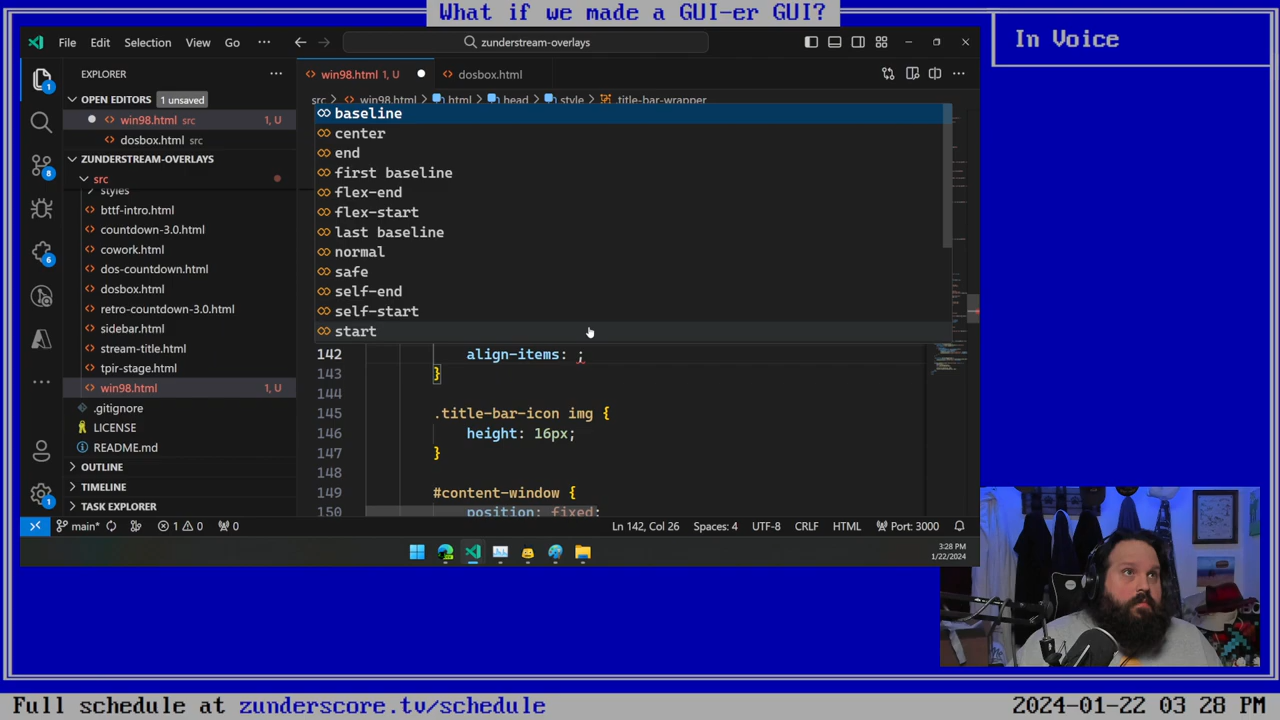 What if we made a GUI-er GUI?
In Voice
File Edit Selection View Go ··· zunderstream-overlays
EXPLORER ···
win98.html 1, U ● dosbox.html ···
OPEN EDITORS 1 unsaved
src win98.html html head style .title-bar-wrapper
● win98.html src 1, U
dosbox.html src
ZUNDERSTREAM-OVERLAYS
src
styles
bttf-intro.html
countdown-3.0.html
cowork.html
dos-countdown.html
dosbox.html
retro-countdown-3.0.html
sidebar.html
stream-title.html
tpir-stage.html
win98.html 1, U
.gitignore
LICENSE
README.md
OUTLINE
TIMELINE
TASK EXPLORER
1
8
6
1
baseline
center
end
first baseline
flex-end
flex-start
last baseline
normal
safe
self-end
self-start
start
142 align-items: ;
143 }
144
145 .title-bar-icon img {
146 height: 16px;
147 }
148
149 #content-window {
150 position: fixed;
main* 1 0 0 Ln 142, Col 26 Spaces: 4 UTF-8 CRLF HTML Port: 3000
3:28 PM
1/22/2024
Full schedule at zunderscore.tv/schedule 2024-01-22 03 28 PM